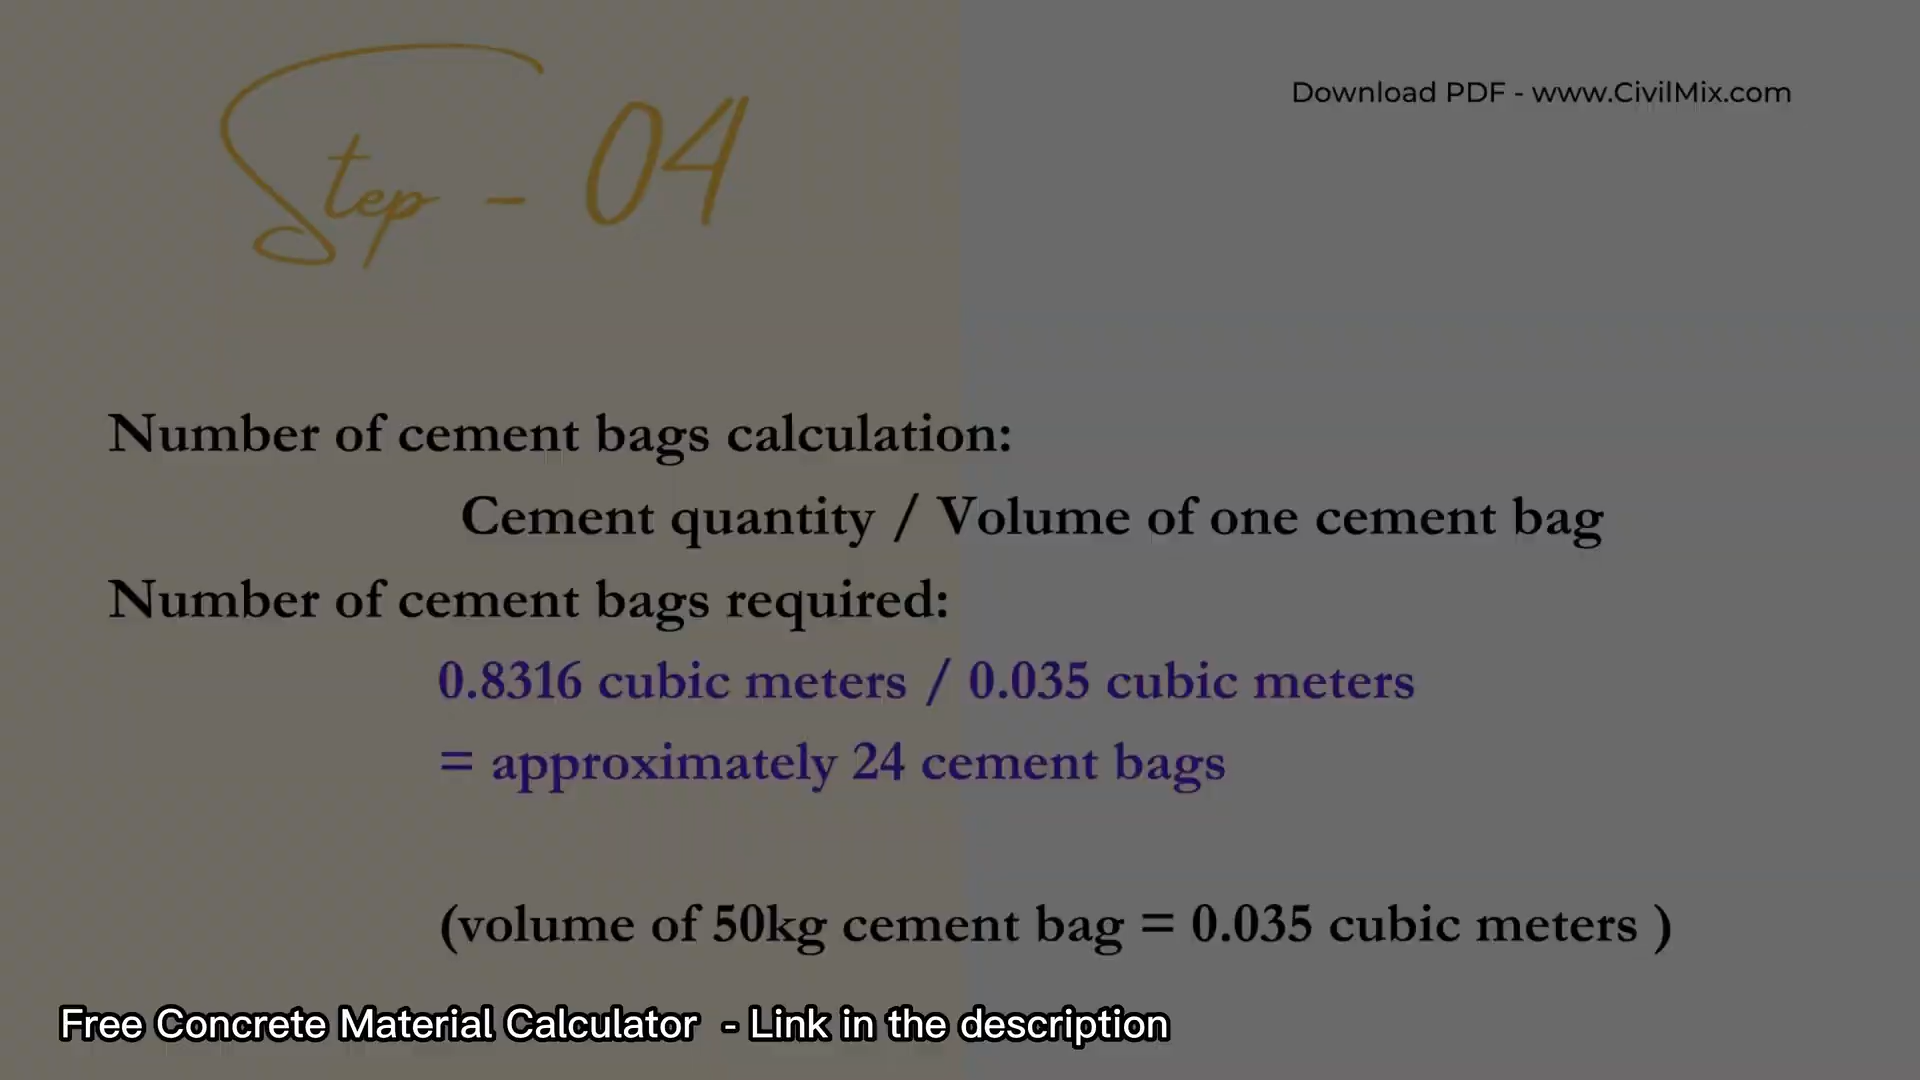 Step - 04
Download PDF - www.CivilMix.com
Number of cement bags calculation:
Cement quantity / Volume of one cement bag
Number of cement bags required:
0.8316 cubic meters / 0.035 cubic meters
= approximately 24 cement bags
(volume of 50kg cement bag = 0.035 cubic meters )
Free Concrete Material Calculator - Link in the description